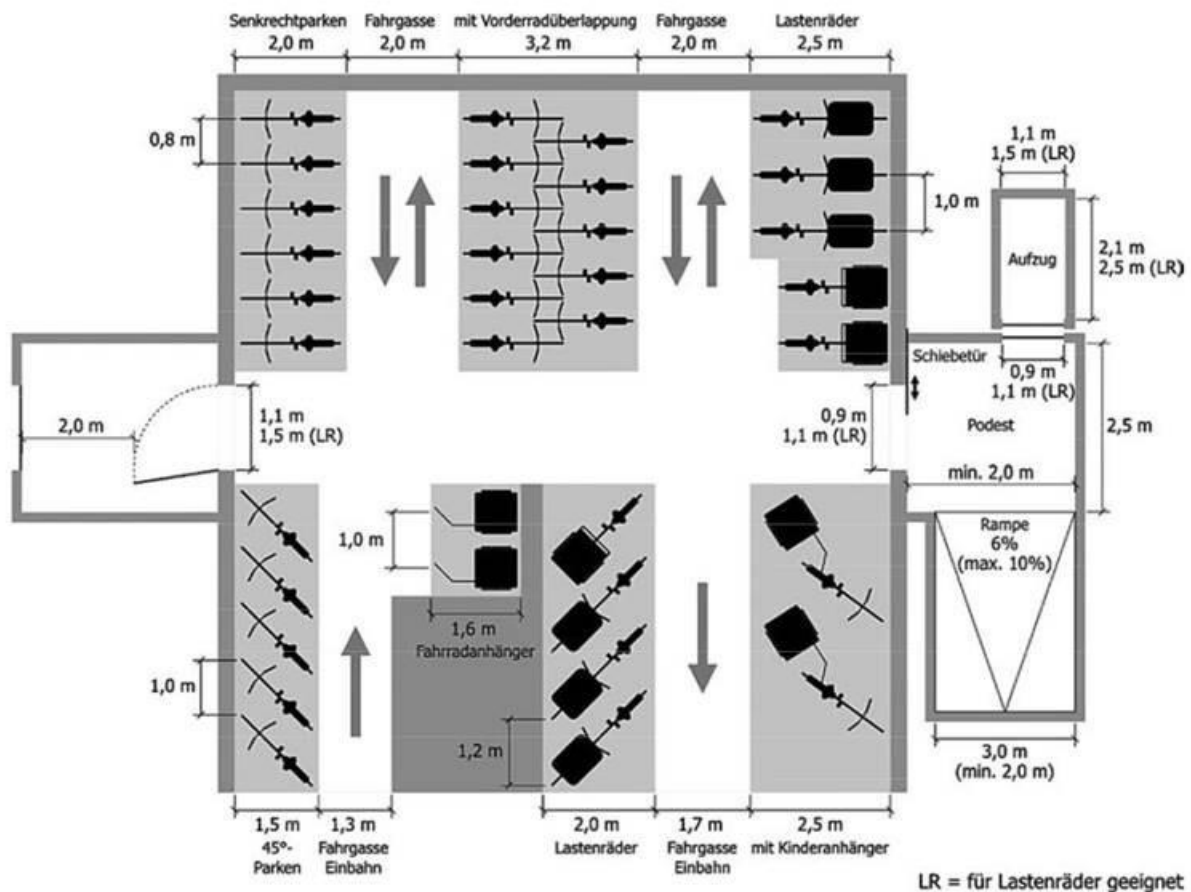 Senkrechtparken
2,0 m
Fahrgasse
2,0 m
mit Vorderradüberlappung
3,2 m
Fahrgasse
2,0 m
Lastenräder
2,5 m
0,8 m
1,0 m
1,1 m
1,5 m (LR)
Aufzug
2,1 m
2,5 m (LR)
Schiebetür
0,9 m
1,1 m (LR)
2,0 m
1,1 m
1,5 m (LR)
0,9 m
1,1 m (LR)
Podest
2,5 m
min. 2,0 m
1,0 m
Rampe
6%
(max. 10%)
1,6 m
Fahrradanhänger
1,0 m
1,2 m
3,0 m
(min. 2,0 m)
1,5 m
45°-
Parken
1,3 m
Fahrgasse
Einbahn
2,0 m
Lastenräder
1,7 m
Fahrgasse
Einbahn
2,5 m
mit Kinderanhänger
LR = für Lastenräder geeignet